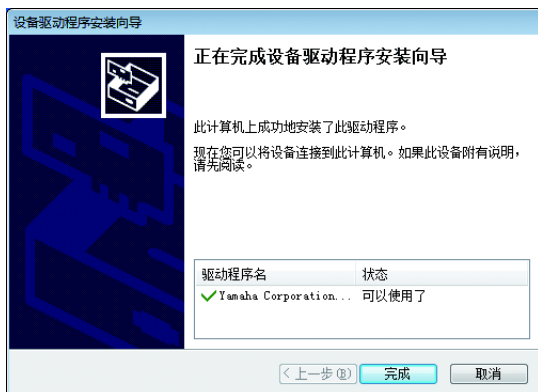 设备驱动程序安装向导
正在完成设备驱动程序安装向导
此计算机上成功地安装了此驱动程序。
现在您可以将设备连接到此计算机。如果此设备附有说明，
请先阅读。
驱动程序名 状态
Yamaha Corporation... 可以使用了
<上一步(B) 完成 取消